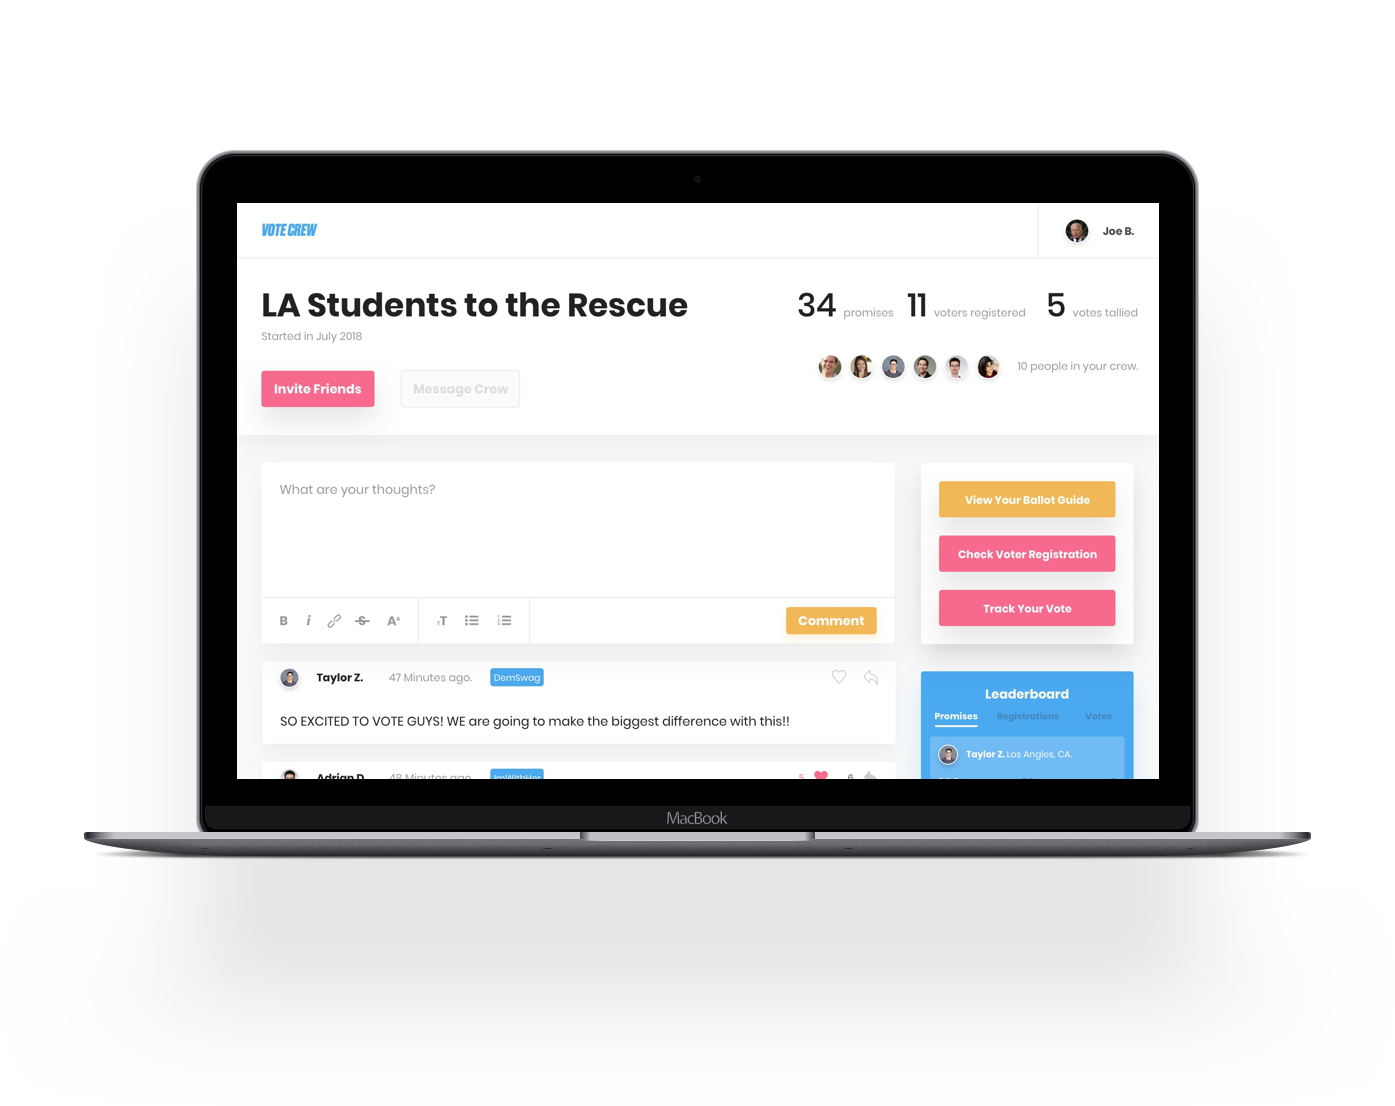 VOTE CREW
Joe B.
LA Students to the Rescue
Started in July 2018
34 promises 11 voters registered 5 votes tallied
10 people in your crew.
Invite Friends
Message Crew
What are your thoughts?
B i S A^A
TT
Comment
View Your Ballot Guide
Check Voter Registration
Track Your Vote
Taylor Z. 47 Minutes ago. DemSwag
SO EXCITED TO VOTE GUYS! WE are going to make the biggest difference with this!!
Adrian D. 48 Minutes ago. ImWithHer
5 6
Leaderboard
Promises Registrations Votes
Taylor Z. Los Angles, CA.
MacBook